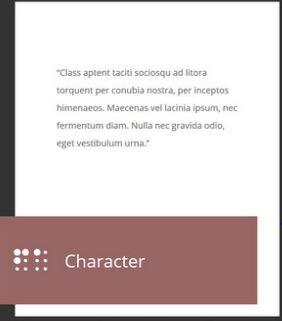 “Class aptent taciti sociosqu ad litora
torquent per conubia nostra, per inceptos
himenaeos. Maecenas vel lacinia ipsum, nec
fermentum diam. Nulla nec gravida odio,
eget vestibulum urna.”
Character